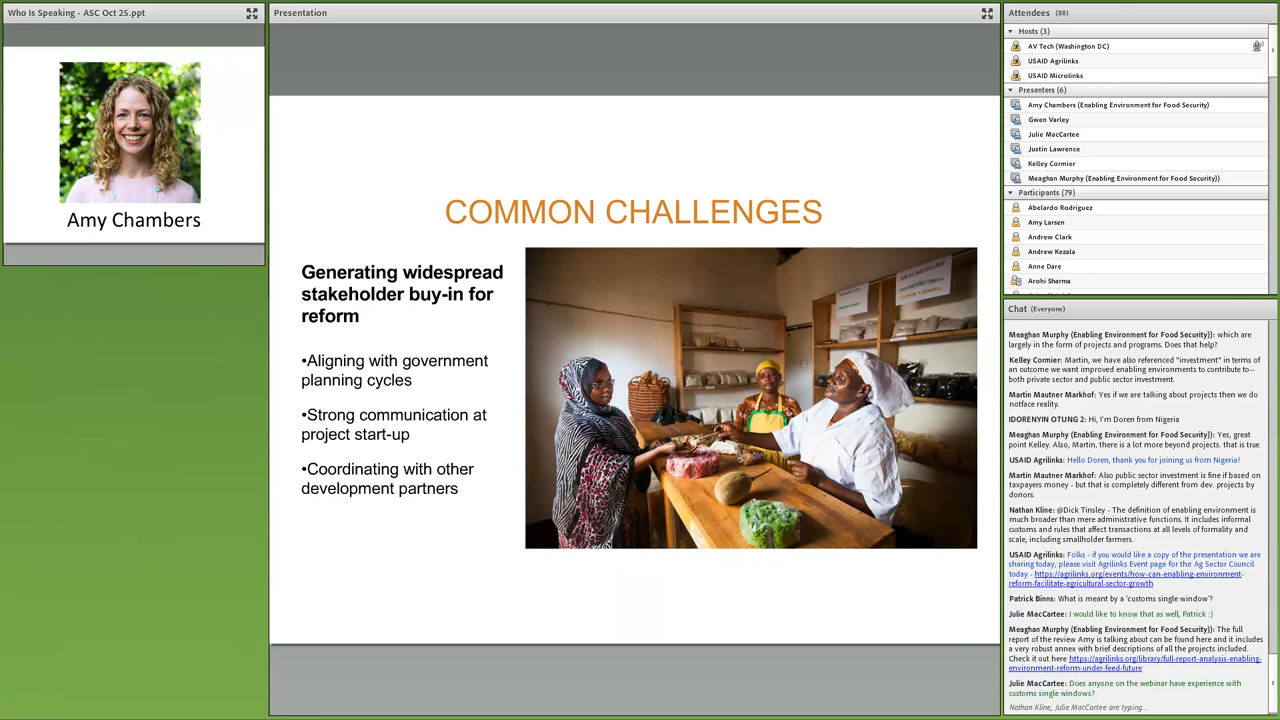 Who Is Speaking - ASC Oct 25.ppt
Amy Chambers
Presentation
COMMON CHALLENGES
Generating widespread
stakeholder buy-in for
reform
•Aligning with government
planning cycles
•Strong communication at
project start-up
•Coordinating with other
development partners
Attendees (88)
Hosts (3)
AV Tech (Washington DC)
USAID Agrilinks
USAID Microlinks
Presenters (6)
Amy Chambers (Enabling Environment for Food Security)
Gwen Varley
Julie MacCartee
Justin Lawrence
Kelley Cormier
Meaghan Murphy (Enabling Environment for Food Security))
Participants (79)
Abelardo Rodriguez
Amy Larsen
Andrew Clark
Andrew Kezala
Anne Dare
Arohi Sharma
Chat (Everyone)
Meaghan Murphy (Enabling Environment for Food Security)): which are
largely in the form of projects and programs. Does that help?
Kelley Cormier: Martin, we have also referenced "investment" in terms of
an outcome we want improved enabling environments to contribute to--
both private sector and public sector investment.
Martin Mautner Markhof: Yes if we are talking about projects then we do
notface reality.
IDORENYIN OTUNG 2: Hi, I'm Doren from Nigeria
Meaghan Murphy (Enabling Environment for Food Security)): Yes, great
point Kelley. Also, Martin, there is a lot more beyond projects. that is true.
USAID Agrilinks: Hello Doren, thank you for joining us from Nigeria!
Martin Mautner Markhof: Also public sector investment is fine if based on
taxpayers money - but that is completely different from dev. projects by
donors.
Nathan Kline: @Dick Tinsley - The definition of enabling environment is
much broader than mere administrative functions. It includes informal
customs and rules that affect transactions at all levels of formality and
scale, including smallholder farmers.
USAID Agrilinks: Folks - if you would like a copy of the presentation we are
sharing today, please visit Agrilinks Event page for the Ag Sector Council
today - https://agrilinks.org/events/how-can-enabling-environment-
reform-facilitate-agricultural-sector-growth
Patrick Binns: What is meant by a 'customs single window'?
Julie MacCartee: I would like to know that as well, Patrick :)
Meaghan Murphy (Enabling Environment for Food Security)): The full
report of the review Amy is talking about can be found here and it includes
a very robust annex with brief descriptions of all the projects included.
Check it out here https://agrilinks.org/library/full-report-analysis-enabling-
environment-reform-under-feed-future
Julie MacCartee: Does anyone on the webinar have experience with
customs single windows?
Nathan Kline, Julie MacCartee are typing...